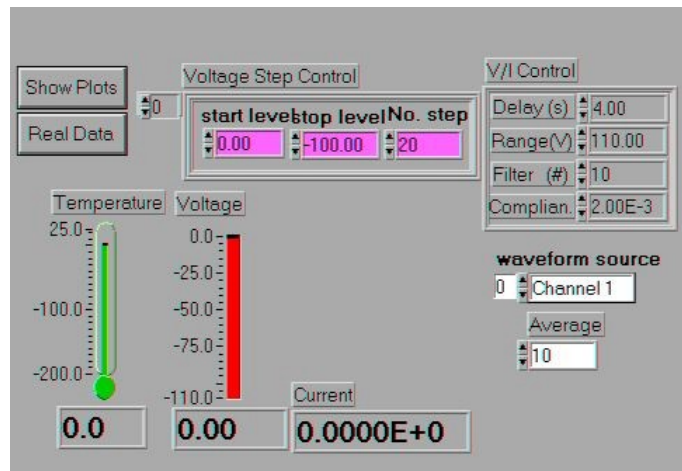 Show Plots
Real Data
0
Voltage Step Control
start level stop level No. step
0.00 -100.00 20
V/I Control
Delay (s) 4.00
Range(V) 110.00
Filter (#) 10
Complian. 2.00E-3
waveform source
0 Channel 1
Average
10
Temperature
25.0
-100.0
-200.0
0.0
Voltage
0.0
-25.0
-50.0
-75.0
-110.0
0.00
Current
0.0000E+0